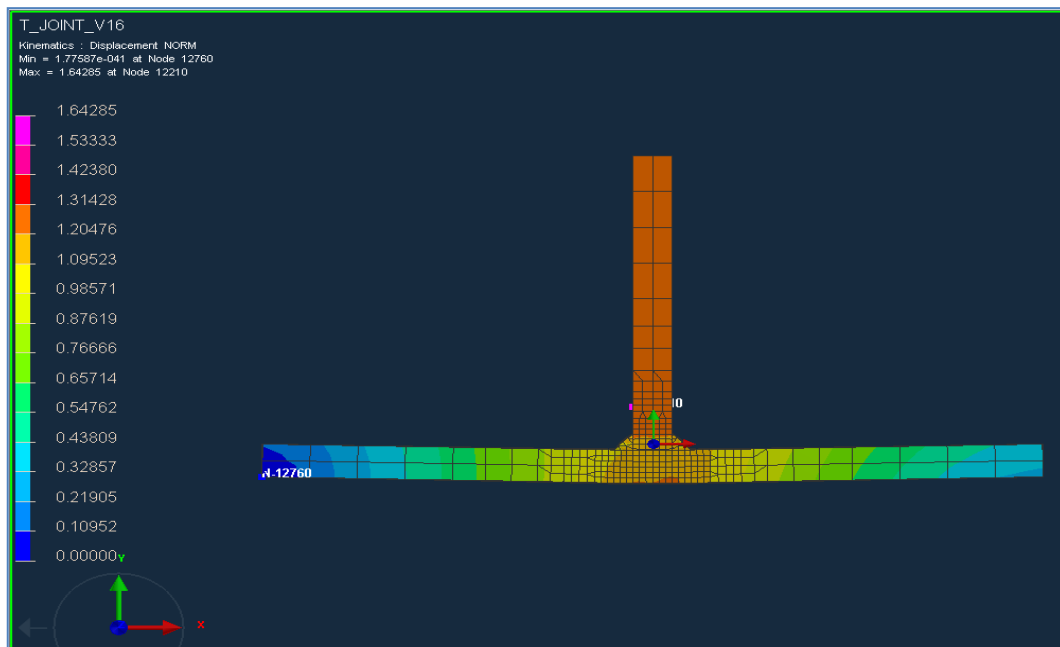 T_JOINT_V16
Kinematics : Displacement NORM
Min = 1.77587e-041 at Node 12760
Max = 1.64285 at Node 12210
1.64285
1.53333
1.42380
1.31428
1.20476
1.09523
0.98571
0.87619
0.76666
0.65714
0.54762
0.43809
0.32857
0.21905
0.10952
0.00000
N-12760
Y
X